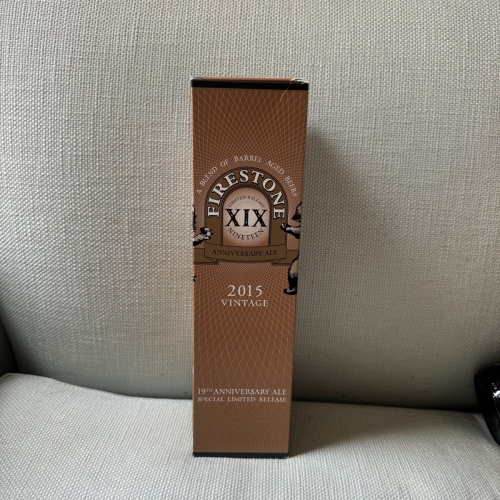 A BLEND OF BARREL AGED BEERS
FIRESTONE
LIMITED RELEASE
XIX
NINETEEN
ANNIVERSARY ALE
2015
VINTAGE
19TH ANNIVERSARY ALE
SPECIAL LIMITED RELEASE